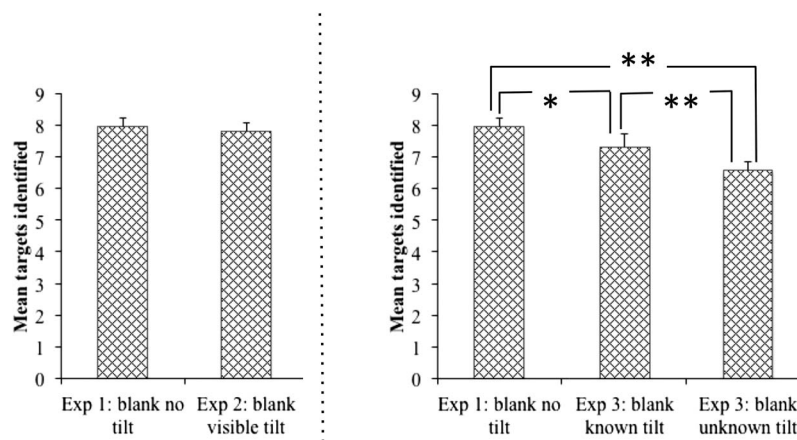 Mean targets identified
9
8
7
6
5
4
3
2
1
0
Exp 1: blank no
tilt
Exp 2: blank
visible tilt
**
*
**
Mean targets identified
9
8
7
6
5
4
3
2
1
0
Exp 1: blank no
tilt
Exp 3: blank
known tilt
Exp 3: blank
unknown tilt